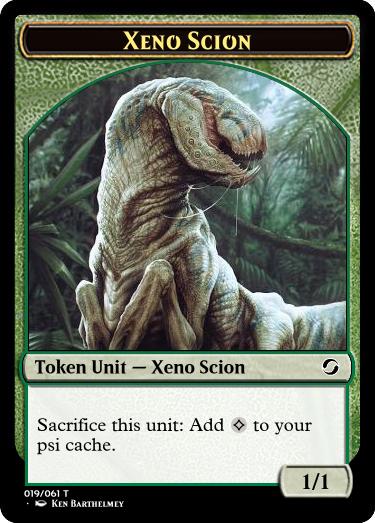 Xeno Scion
Token Unit — Xeno Scion
Sacrifice this unit: Add to your
psi cache.
1/1
019/061 T
Ken Barthelmey